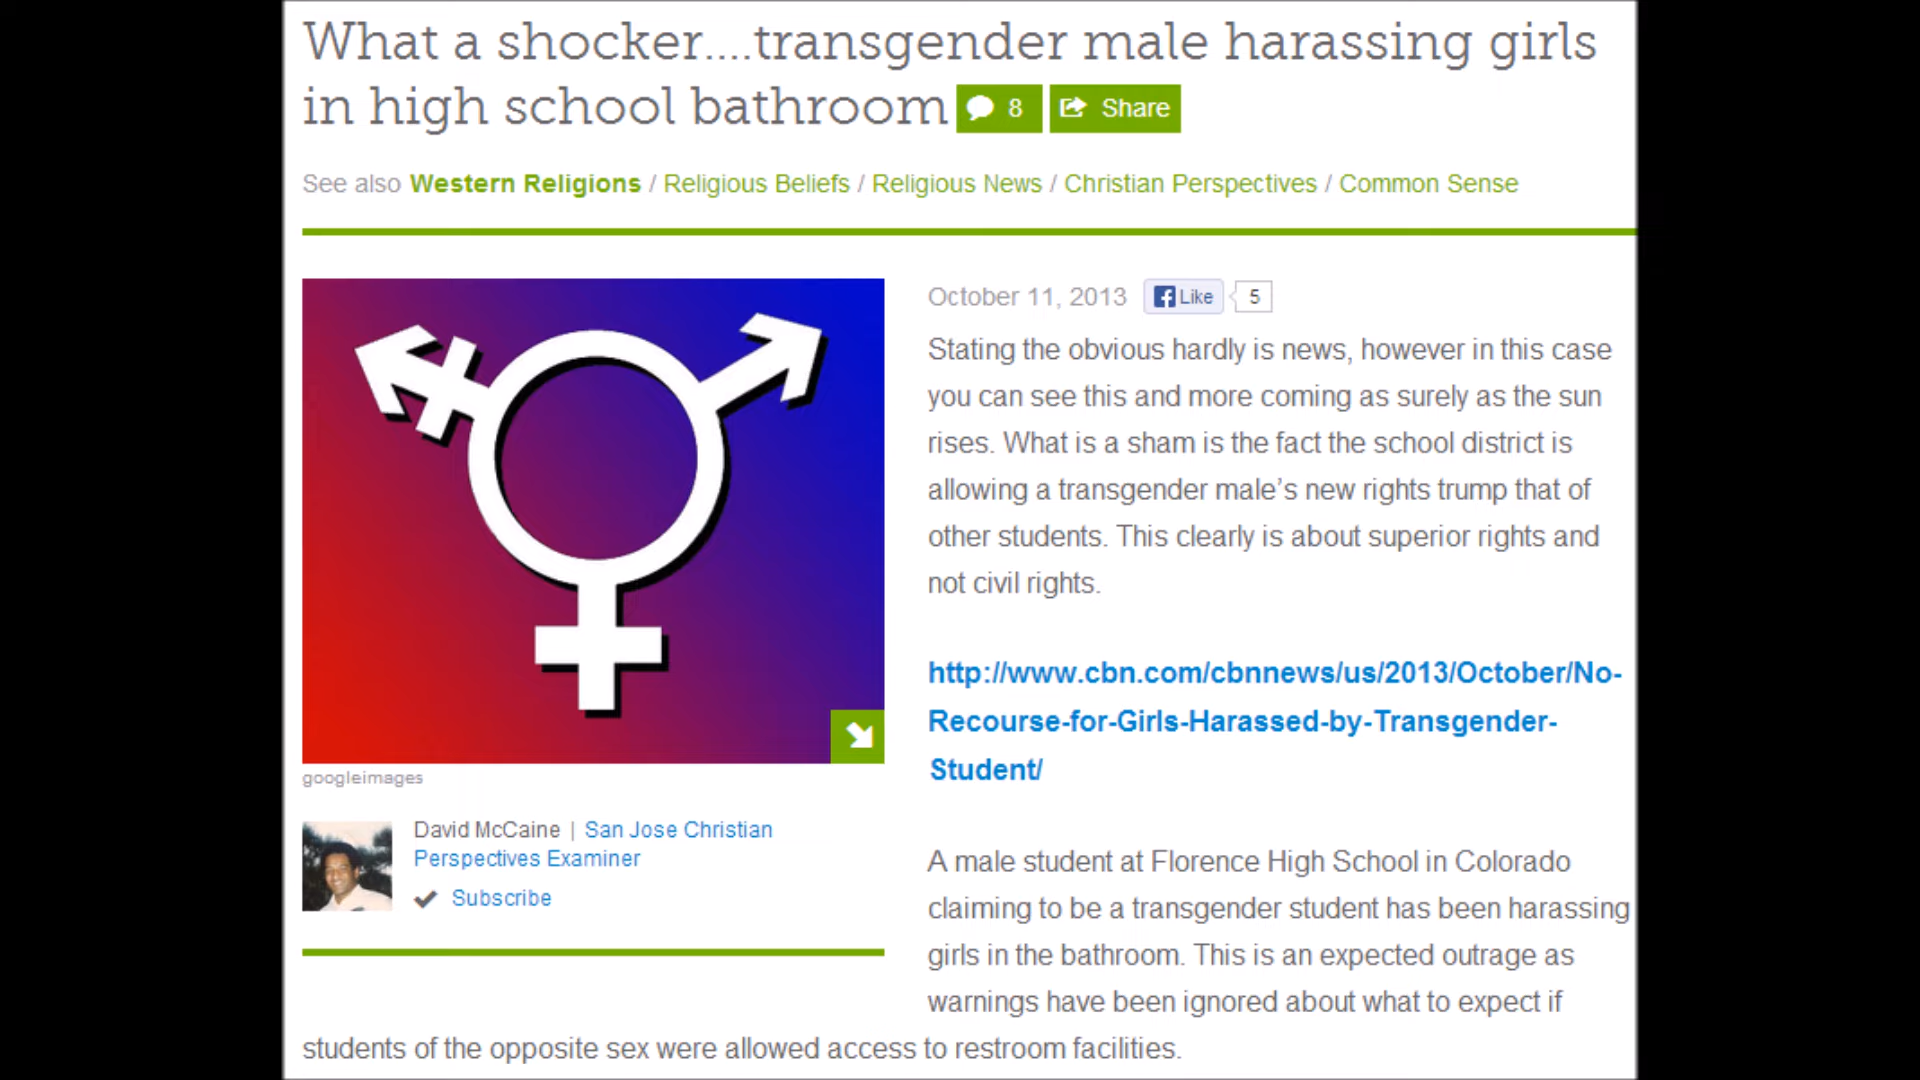 What a shocker....transgender male harassing girls
in high school bathroom 8 Share
See also Western Religions / Religious Beliefs / Religious News / Christian Perspectives / Common Sense
googleimages
David McCaine | San Jose Christian
Perspectives Examiner
Subscribe
October 11, 2013 Like 5
Stating the obvious hardly is news, however in this case
you can see this and more coming as surely as the sun
rises. What is a sham is the fact the school district is
allowing a transgender male’s new rights trump that of
other students. This clearly is about superior rights and
not civil rights.
http://www.cbn.com/cbnnews/us/2013/October/No-
Recourse-for-Girls-Harassed-by-Transgender-
Student/
A male student at Florence High School in Colorado
claiming to be a transgender student has been harassing
girls in the bathroom. This is an expected outrage as
warnings have been ignored about what to expect if
students of the opposite sex were allowed access to restroom facilities.